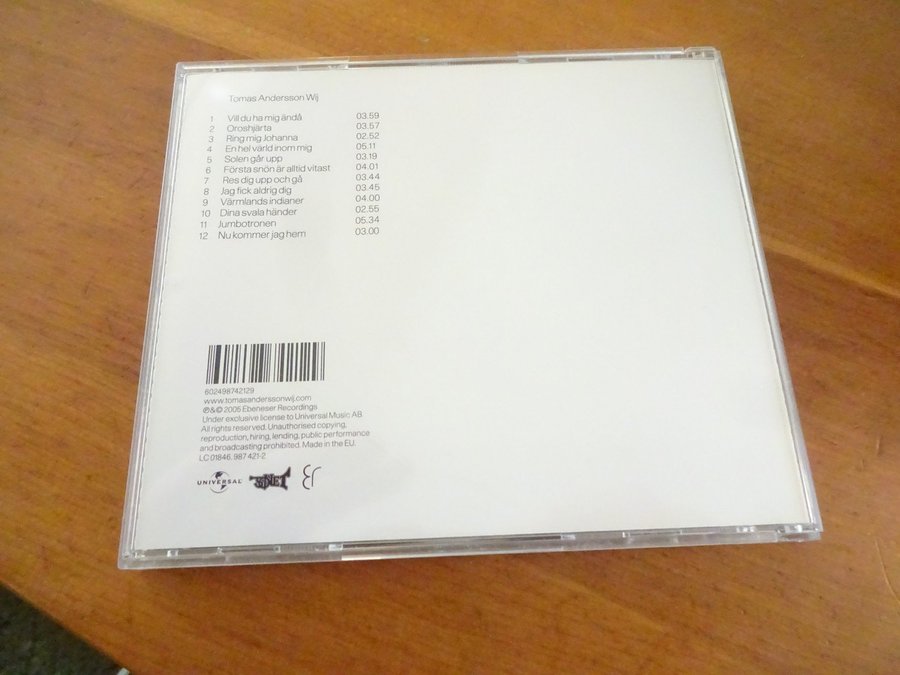 Tomas Andersson Wij
1 Vill du ha mig ändå 03.59
2 Oroshjärta 03.57
3 Ring mig Johanna 02.52
4 En hel värld inom mig 05.11
5 Solen går upp 03.19
6 Första snön är alltid vitast 04.01
7 Res dig upp och gå 03.44
8 Jag fick aldrig dig 03.45
9 Värmlands indianer 04.00
10 Dina svala händer 02.55
11 Jumbotronen 05.34
12 Nu kommer jag hem 03.00
602498742129
www.tomasanderssonwij.com
℗&© 2005 Ebeneser Recordings
Under exclusive license to Universal Music AB
All rights reserved. Unauthorised copying,
reproduction, hiring, lending, public performance
and broadcasting prohibited. Made in the EU.
LC 01846. 987 421-2
UNIVERSAL